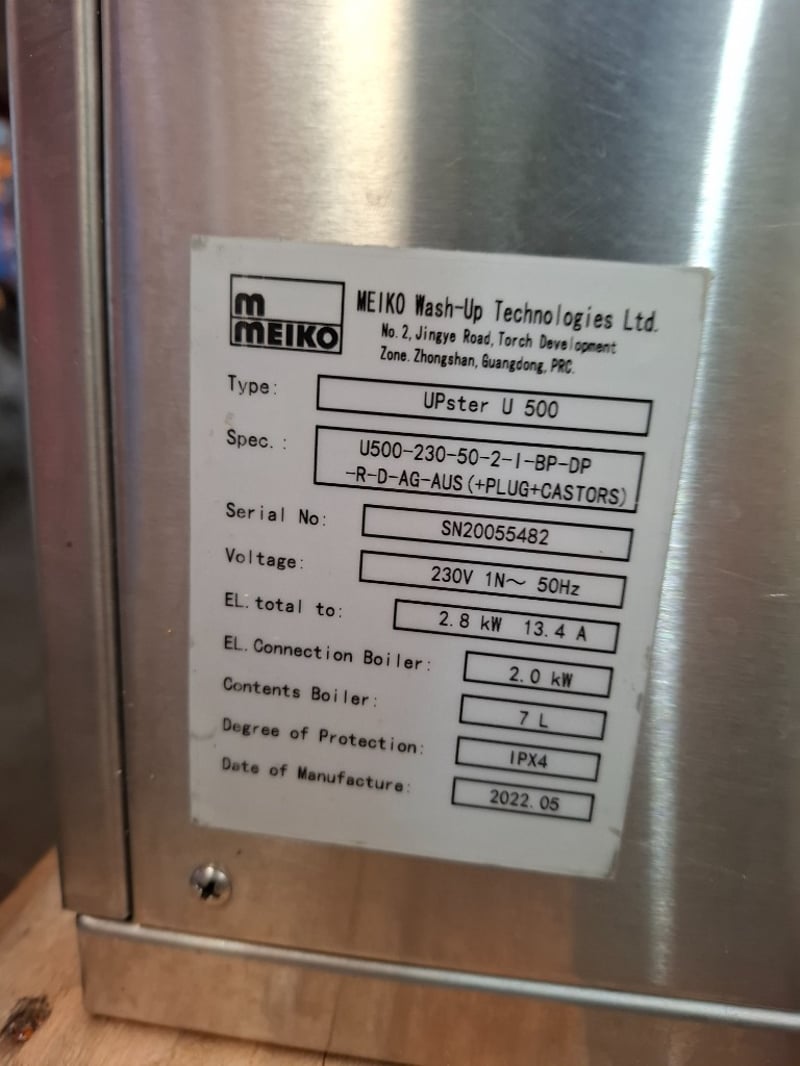 m
MEIKO
MEIKO Wash-Up Technologies Ltd.
No. 2, Jingye Road, Torch Development
Zone. Zhongshan, Guangdong, PRC.
Type: UPster U 500
Spec.: U500-230-50-2-I-BP-DP
-R-D-AG-AUS(+PLUG+CASTORS)
Serial No: SN20055482
Voltage: 230V 1N~ 50Hz
EL.total to: 2.8 kW 13.4 A
EL.Connection Boiler: 2.0 kW
Contents Boiler: 7 L
Degree of Protection: IPX4
Date of Manufacture: 2022.05